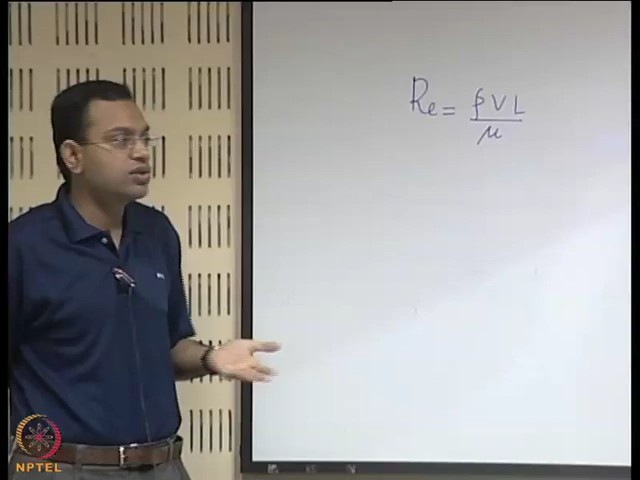 Re = ρVL/μ
NPTEL